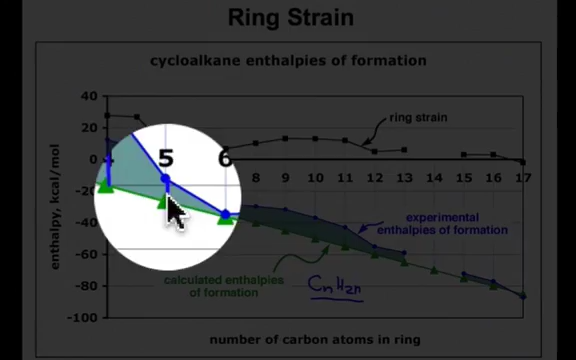 Ring Strain
cycloalkane enthalpies of formation
40
20
0
-20
-40
-60
-80
-100
enthalpy, kcal/mol
5
6
7
8
9
10
11
12
13
14
15
16
17
ring strain
experimental
enthalpies of formation
calculated enthalpies
of formation
CnH2n
number of carbon atoms in ring